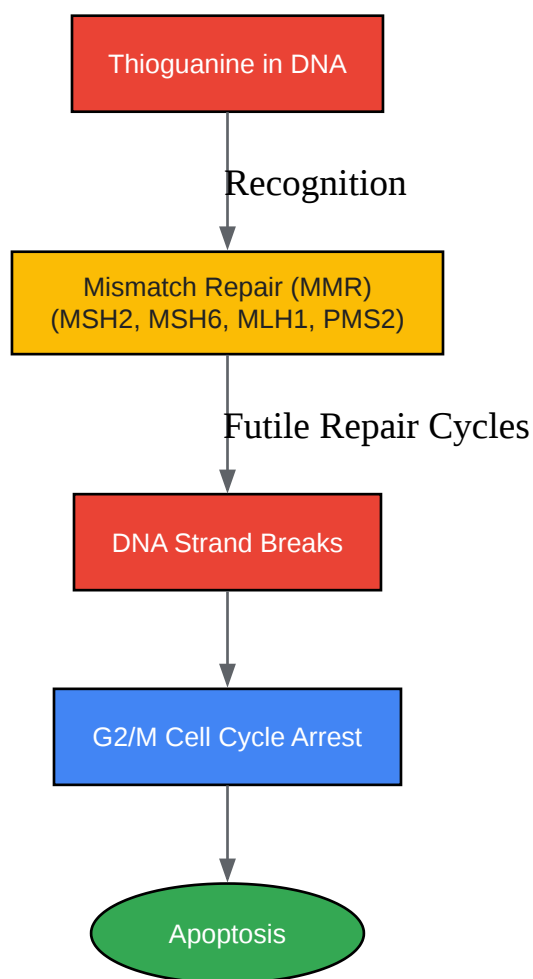 Thioguanine in DNA
Recognition
Mismatch Repair (MMR)
(MSH2, MSH6, MLH1, PMS2)
Futile Repair Cycles
DNA Strand Breaks
G2/M Cell Cycle Arrest
Apoptosis